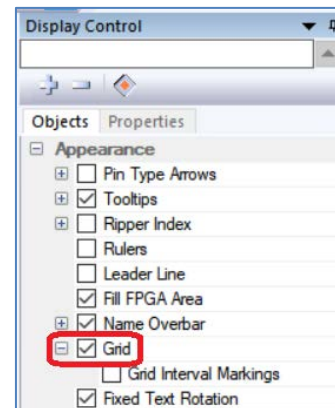 Display Control
Objects Properties
Appearance
Pin Type Arrows
Tooltips
Ripper Index
Rulers
Leader Line
Fill FPGA Area
Name Overbar
Grid
Grid Interval Markings
Fixed Text Rotation